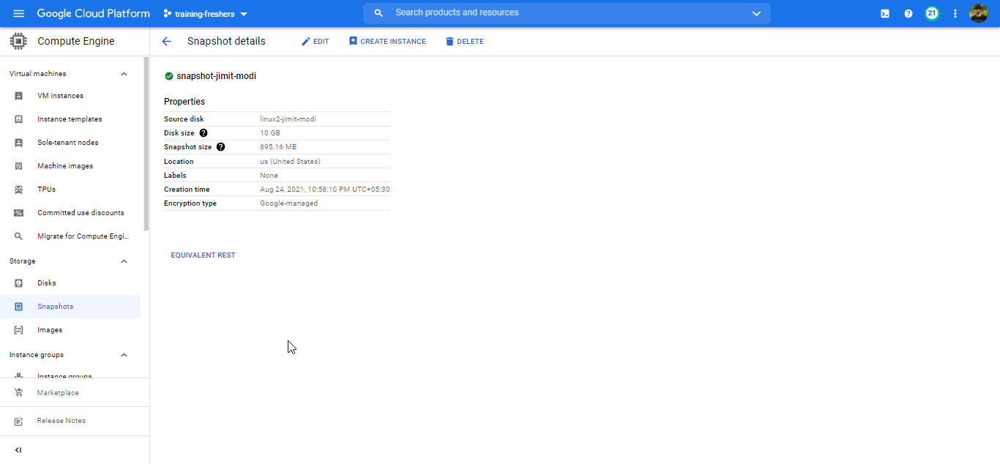 Google Cloud Platform
training-freshers
Search products and resources
21
Compute Engine
Snapshot details
EDIT
CREATE INSTANCE
DELETE
Virtual machines
VM instances
Instance templates
Sole-tenant nodes
Machine images
TPUs
Committed use discounts
Migrate for Compute Engi...
Storage
Disks
Snapshots
Images
Instance groups
Instance groups
Marketplace
Release Notes
snapshot-jimit-modi
Properties
Source disk linux2-jimit-modi
Disk size 10 GB
Snapshot size 695.16 MB
Location us (United States)
Labels None
Creation time Aug 24, 2021, 10:58:10 PM UTC+05:30
Encryption type Google-managed
EQUIVALENT REST